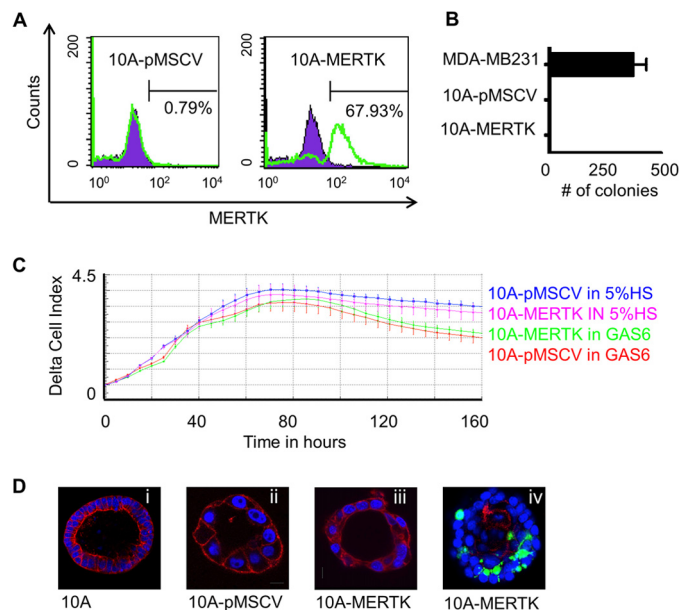 A
200
10A-pMSCV
0.79%
0
10^0
10^2
10^4
Counts
200
10A-MERTK
67.93%
0
10^0
10^2
10^4
MERTK
B
MDA-MB231
10A-pMSCV
10A-MERTK
0
250
500
# of colonies
C
4.5
0
Delta Cell Index
0
40
80
120
160
Time in hours
10A-pMSCV in 5%HS
10A-MERTK IN 5%HS
10A-MERTK in GAS6
10A-pMSCV in GAS6
D
i
ii
iii
iv
10A
10A-pMSCV
10A-MERTK
10A-MERTK